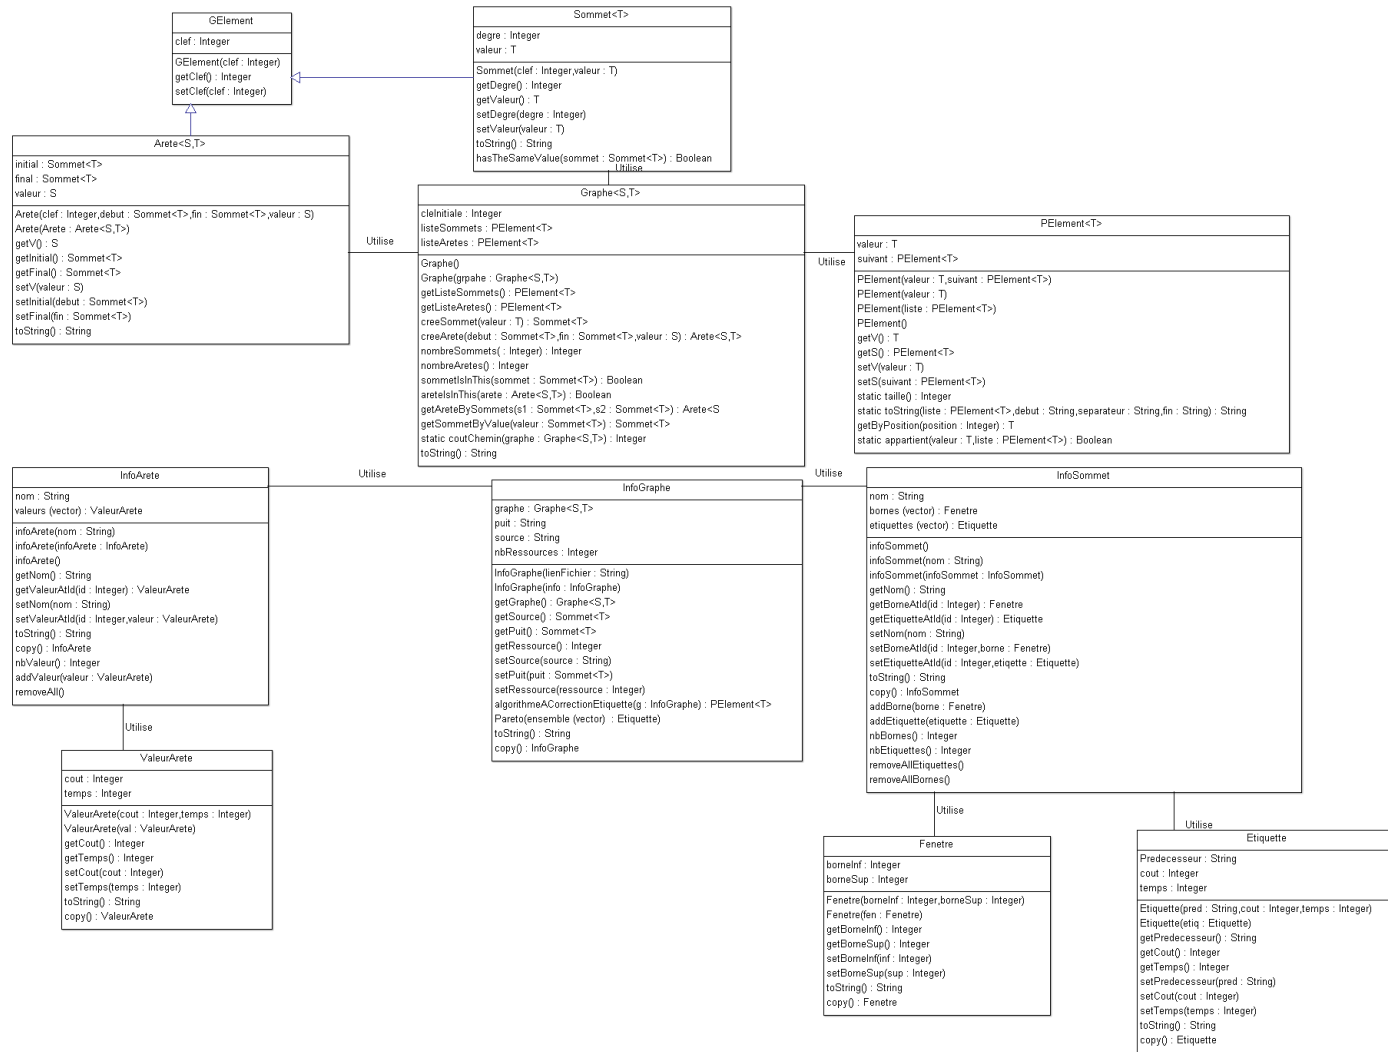 GElement
clef : Integer
GElement(clef : Integer)
getClef() : Integer
setClef(clef : Integer)
Sommet<T>
degre : Integer
valeur : T
Sommet(clef : Integer,valeur : T)
getDegre() : Integer
getValeur() : T
setDegre(degre : Integer)
setValeur(valeur : T)
toString() : String
hasTheSameValue(sommet : Sommet<T>) : Boolean
Utilise
Arete<S,T>
initial : Sommet<T>
final : Sommet<T>
valeur : S
Arete(clef : Integer,debut : Sommet<T>,fin : Sommet<T>,valeur : S)
Arete(Arete : Arete<S,T>)
getV() : S
getInitial() : Sommet<T>
getFinal() : Sommet<T>
setV(valeur : S)
setInitial(debut : Sommet<T>)
setFinal(fin : Sommet<T>)
toString() : String
Utilise
Graphe<S,T>
cleInitiale : Integer
listeSommets : PElement<T>
listeAretes : PElement<T>
Graphe()
Graphe(grpahe : Graphe<S,T>)
getListeSommets() : PElement<T>
getListeAretes() : PElement<T>
creeSommet(valeur : T) : Sommet<T>
creeArete(debut : Sommet<T>,fin : Sommet<T>,valeur : S) : Arete<S,T>
nombreSommets( : Integer) : Integer
nombreAretes() : Integer
sommetIsInThis(sommet : Sommet<T>) : Boolean
areteIsInThis(arete : Arete<S,T>) : Boolean
getAreteBySommets(s1 : Sommet<T>,s2 : Sommet<T>) : Arete<S
getSommetByValue(valeur : Sommet<T>) : Sommet<T>
static coutChemin(graphe : Graphe<S,T>) : Integer
toString() : String
Utilise
PElement<T>
valeur : T
suivant : PElement<T>
PElement(valeur : T,suivant : PElement<T>)
PElement(valeur : T)
PElement(liste : PElement<T>)
PElement()
getV() : T
getS() : PElement<T>
setV(valeur : T)
setS(suivant : PElement<T>)
static taille() : Integer
static toString(liste : PElement<T>,debut : String,separateur : String,fin : String) : String
getByPosition(position : Integer) : T
static appartient(valeur : T,liste : PElement<T>) : Boolean
InfoArete
nom : String
valeurs (vector) : ValeurArete
infoArete(nom : String)
infoArete(infoArete : InfoArete)
infoArete()
getNom() : String
getValeurAtId(id : Integer) : ValeurArete
setNom(nom : String)
setValeurAtId(id : Integer,valeur : ValeurArete)
toString() : String
copy() : InfoArete
nbValeur() : Integer
addValeur(valeur : ValeurArete)
removeAll()
Utilise
InfoGraphe
graphe : Graphe<S,T>
puit : String
source : String
nbRessources : Integer
InfoGraphe(lienFichier : String)
InfoGraphe(info : InfoGraphe)
getGraphe() : Graphe<S,T>
getSource() : Sommet<T>
getPuit() : Sommet<T>
getRessource() : Integer
setSource(source : String)
setPuit(puit : Sommet<T>)
setRessource(ressource : Integer)
algorithmeACorrectionEtiquette(g : InfoGraphe) : PElement<T>
Pareto(ensemble (vector) : Etiquette)
toString() : String
copy() : InfoGraphe
Utilise
InfoSommet
nom : String
bornes (vector) : Fenetre
etiquettes (vector) : Etiquette
infoSommet()
infoSommet(nom : String)
infoSommet(infoSommet : InfoSommet)
getNom() : String
getBorneAtId(id : Integer) : Fenetre
getEtiquetteAtId(id : Integer) : Etiquette
setNom(nom : String)
setBorneAtId(id : Integer,borne : Fenetre)
setEtiquetteAtId(id : Integer,etiqette : Etiquette)
toString() : String
copy() : InfoSommet
addBorne(borne : Fenetre)
addEtiquette(etiquette : Etiquette)
nbBornes() : Integer
nbEtiquettes() : Integer
removeAllEtiquettes()
removeAllBornes()
Utilise
ValeurArete
cout : Integer
temps : Integer
ValeurArete(cout : Integer,temps : Integer)
ValeurArete(val : ValeurArete)
getCout() : Integer
getTemps() : Integer
setCout(cout : Integer)
setTemps(temps : Integer)
toString() : String
copy() : ValeurArete
Utilise
Fenetre
borneInf : Integer
borneSup : Integer
Fenetre(borneInf : Integer,borneSup : Integer)
Fenetre(fen : Fenetre)
getBorneInf() : Integer
getBorneSup() : Integer
setBorneInf(inf : Integer)
setBorneSup(sup : Integer)
toString() : String
copy() : Fenetre
Utilise
Etiquette
Predecesseur : String
cout : Integer
temps : Integer
Etiquette(pred : String,cout : Integer,temps : Integer)
Etiquette(etiq : Etiquette)
getPredecesseur() : String
getCout() : Integer
getTemps() : Integer
setPredecesseur(pred : String)
setCout(cout : Integer)
setTemps(temps : Integer)
toString() : String
copy() : Etiquette